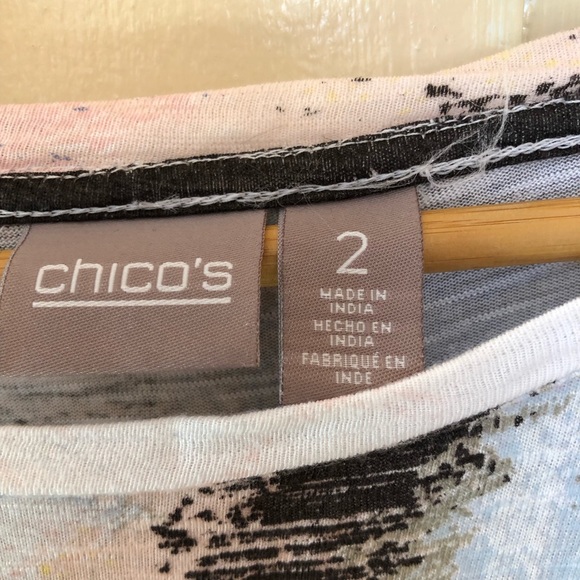 chico's
2
MADE IN
INDIA
HECHO EN
INDIA
FABRIQUÉ EN
INDE